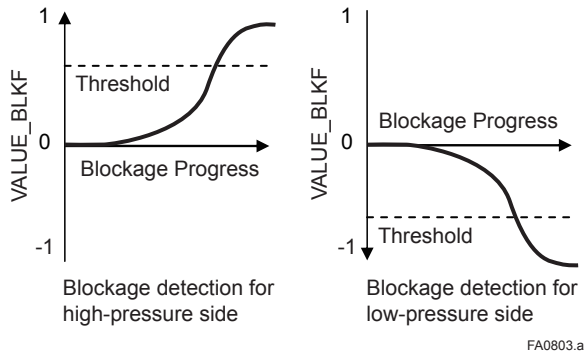 1
Threshold
VALUE_BLKF
0
Blockage Progress
-1
Blockage detection for
high-pressure side
1
Blockage Progress
VALUE_BLKF
0
Threshold
-1
Blockage detection for
low-pressure side
FA0803.a